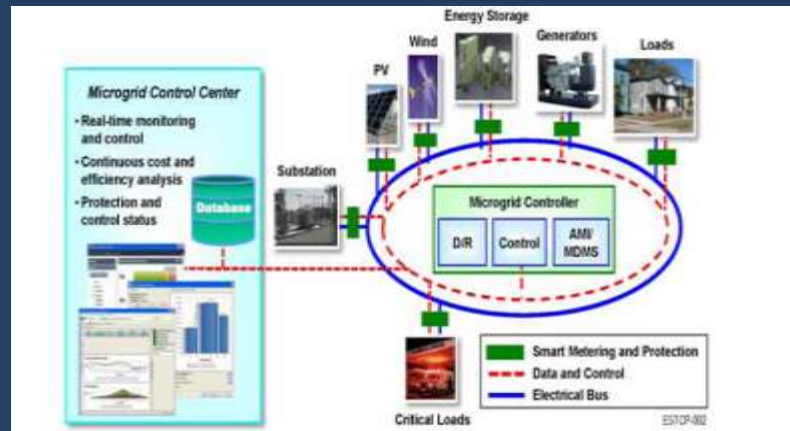 Microgrid Control Center
• Real-time monitoring
and control
• Continuous cost and
efficiency analysis
• Protection and
control status
Database
Substation
PV
Wind
Energy Storage
Generators
Loads
Microgrid Controller
D/R
Control
AMI/
MDMS
Critical Loads
Smart Metering and Protection
Data and Control
Electrical Bus
ESTCP-002